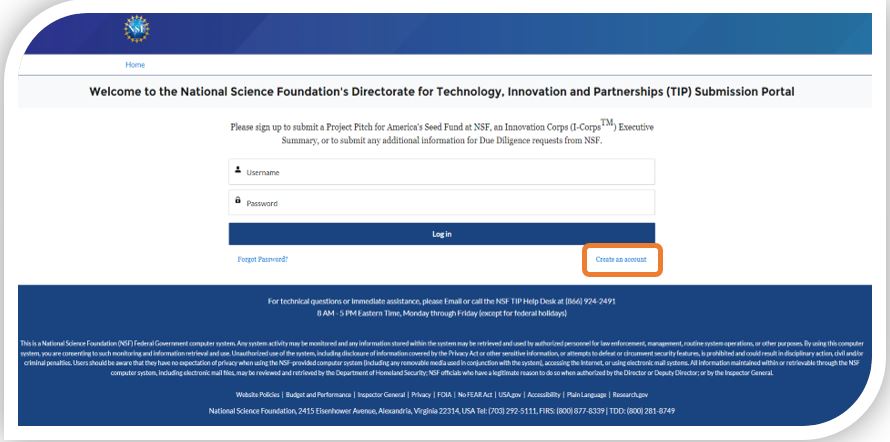 NSF
Home
Welcome to the National Science Foundation's Directorate for Technology, Innovation and Partnerships (TIP) Submission Portal
Please sign up to submit a Project Pitch for America's Seed Fund at NSF, an Innovation Corps (I-Corps™) Executive
Summary, or to submit any additional information for Due Diligence requests from NSF.
Username
Password
Log in
Forgot Password? Create an account
For technical questions or immediate assistance, please Email or call the NSF TIP Help Desk at (866) 924-2491
8 AM - 5 PM Eastern Time, Monday through Friday (except for federal holidays)
This is a National Science Foundation (NSF) Federal Government computer system. Any system activity may be monitored and any information stored within the system may be retrieved and used by authorized personnel for law enforcement, management, routine system operations, or other purposes. By using this computer
system, you are consenting to such monitoring and information retrieval and use. Unauthorized use of the system, including disclosure of information covered by the Privacy Act or other sensitive information, or attempts to defeat or circumvent security features, is prohibited and could result in disciplinary action, civil and/or
criminal penalties. Users should be aware that they have no expectation of privacy when using the NSF-provided computer system (including any removable media used in conjunction with the system), accessing the Internet, or using electronic mail systems. All information maintained within or retrievable through the NSF
computer system, including electronic mail files, may be reviewed and retrieved by the Department of Homeland Security; NSF officials who have a legitimate reason to do so when authorized by the Director or Deputy Director; or by the Inspector General.
Website Policies | Budget and Performance | Inspector General | Privacy | FOIA | No FEAR Act | USA.gov | Accessibility | Plain Language | Research.gov
National Science Foundation, 2415 Eisenhower Avenue, Alexandria, Virginia 22314, USA Tel: (703) 292-5111, FIRS: (800) 877-8339 | TDD: (800) 281-8749